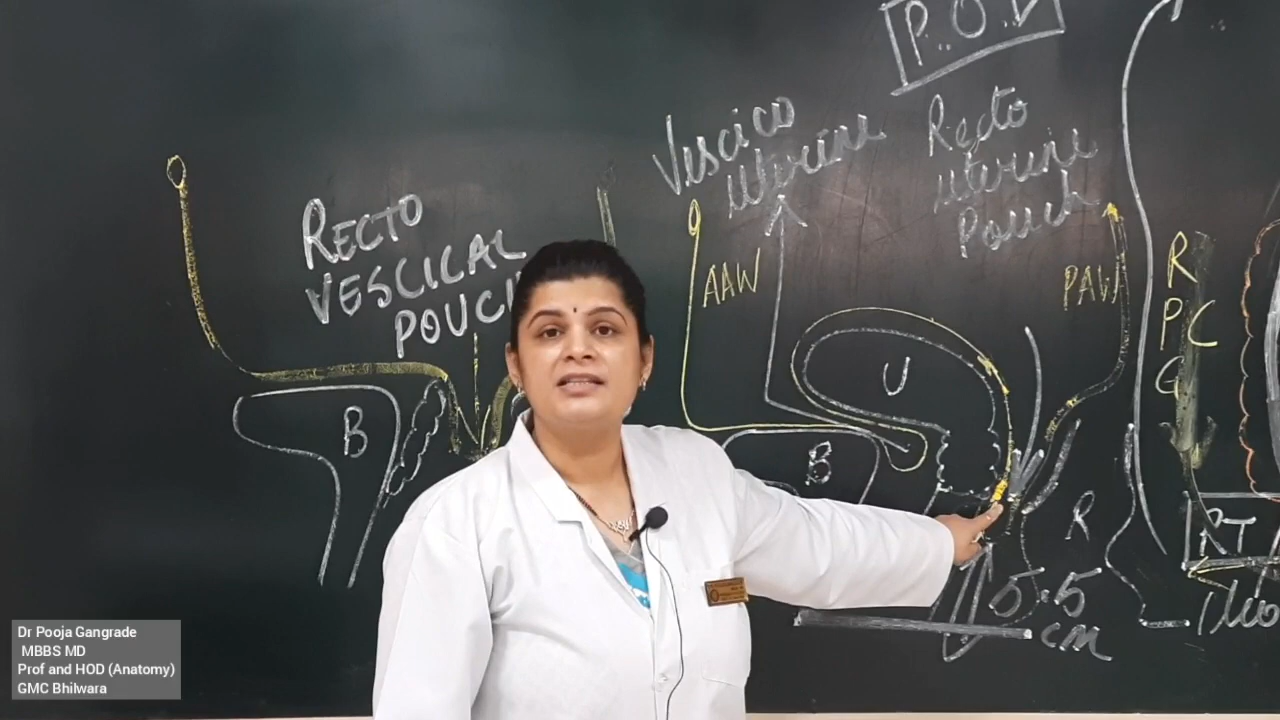 P.O.D
RECTO
VESCICAL
POUCH
B
Vescico
uterine
Recto
uterine
Pouch
AAW
PAW
U
B
R
5.5
cm
R
P C
G
RT
Dr Pooja Gangrade
MBBS MD
Prof and HOD (Anatomy)
GMC Bhilwara